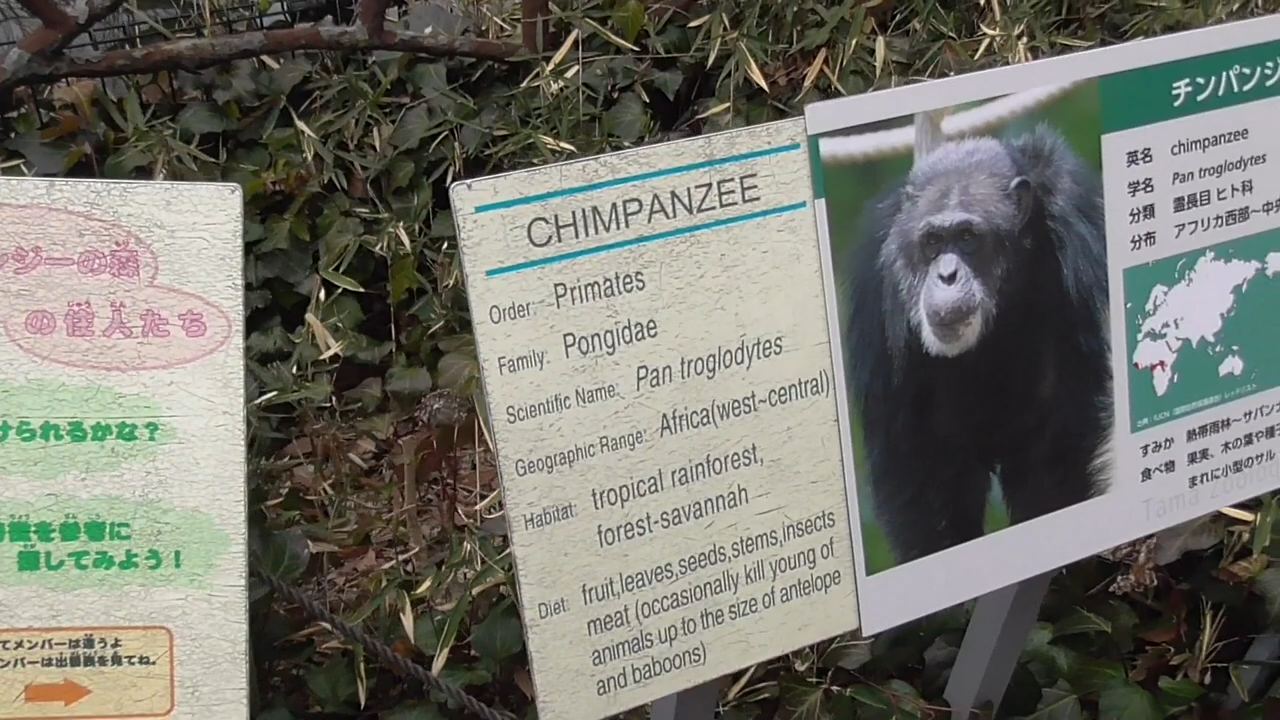 ンジーの森
の住人たち
けられるかな？
を参考に
探してみよう！
てメンバーは違うよ
ンバーは出番表を見てね。
CHIMPANZEE
Order: Primates
Family: Pongidae
Scientific Name: Pan troglodytes
Geographic Range: Africa(west~central)
Habitat: tropical rainforest,
forest-savannah
Diet: fruit,leaves,seeds,stems,insects
meat (occasionally kill young of
animals up to the size of antelope
and baboons)
チンパンジ
英名 chimpanzee
学名 Pan troglodytes
分類 霊長目 ヒト科
分布 アフリカ西部～中央
すみか 熱帯雨林～サバン
食べ物 果実、木の葉や種子
まれに小型のサル
Tama Zoolog